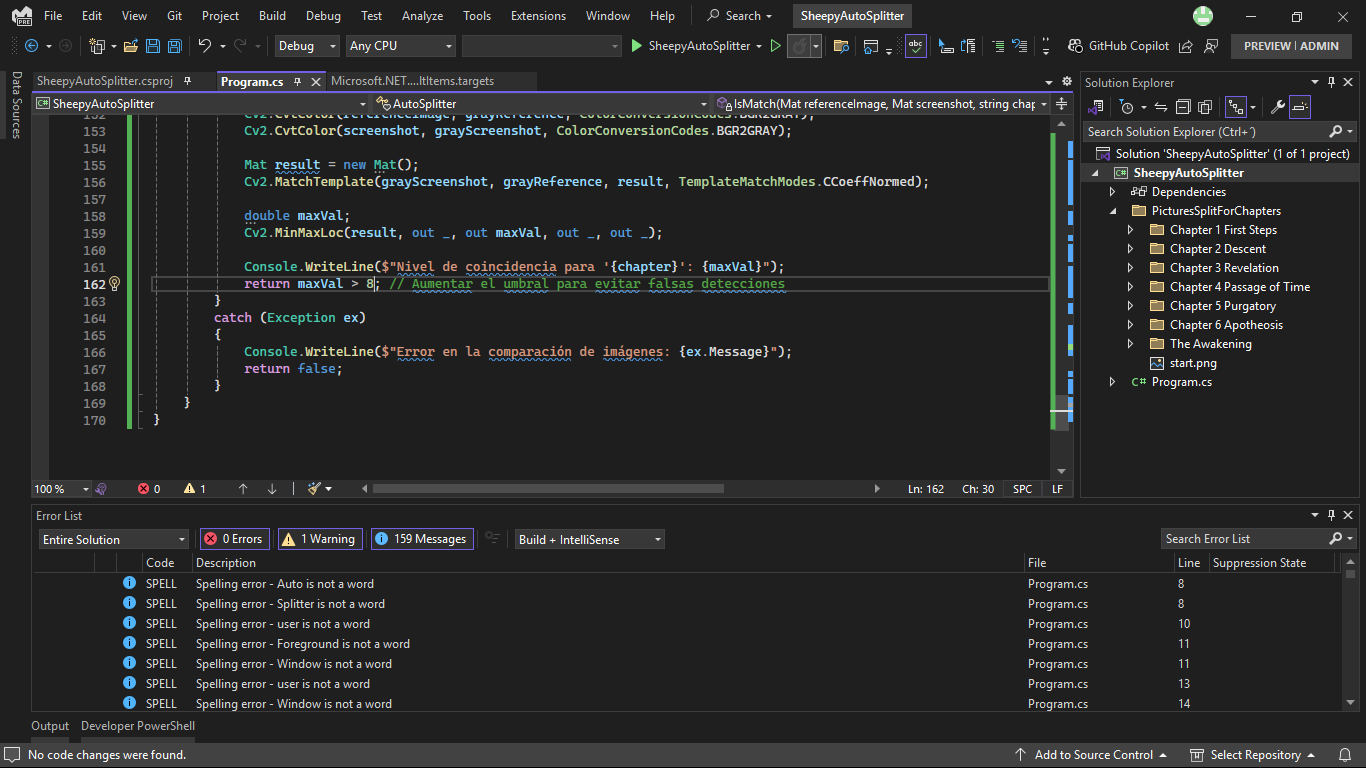 File Edit View Git Project Build Debug Test Analyze Tools Extensions Window Help Search SheepyAutoSplitter
PRE
Debug Any CPU SheepyAutoSplitter abc GitHub Copilot PREVIEW | ADMIN
Data Sources
SheepyAutoSplitter.csproj Program.cs Microsoft.NET....ItItems.targets
C# SheepyAutoSplitter AutoSplitter IsMatch(Mat referenceImage, Mat screenshot, string chap
152 Cv2.CvtColor(referenceImage, grayReference, ColorConversionCodes.BGR2GRAY);
153 Cv2.CvtColor(screenshot, grayScreenshot, ColorConversionCodes.BGR2GRAY);
154
155 Mat result = new Mat();
156 Cv2.MatchTemplate(grayScreenshot, grayReference, result, TemplateMatchModes.CCoeffNormed);
157
158 double maxVal;
159 Cv2.MinMaxLoc(result, out _, out maxVal, out _, out _);
160
161 Console.WriteLine($"Nivel de coincidencia para '{chapter}': {maxVal}");
162 return maxVal > 8; // Aumentar el umbral para evitar falsas detecciones
163 }
164 catch (Exception ex)
165 {
166 Console.WriteLine($"Error en la comparación de imágenes: {ex.Message}");
167 return false;
168 }
169 }
170 }
100 % 0 1 Ln: 162 Ch: 30 SPC LF
Solution Explorer
Search Solution Explorer (Ctrl+´)
Solution 'SheepyAutoSplitter' (1 of 1 project)
C# SheepyAutoSplitter
Dependencies
PicturesSplitForChapters
Chapter 1 First Steps
Chapter 2 Descent
Chapter 3 Revelation
Chapter 4 Passage of Time
Chapter 5 Purgatory
Chapter 6 Apotheosis
The Awakening
start.png
C# Program.cs
Error List
Entire Solution 0 Errors 1 Warning 159 Messages Build + IntelliSense Search Error List
Code Description File Line Suppression State
SPELL Spelling error - Auto is not a word Program.cs 8
SPELL Spelling error - Splitter is not a word Program.cs 8
SPELL Spelling error - user is not a word Program.cs 10
SPELL Spelling error - Foreground is not a word Program.cs 11
SPELL Spelling error - Window is not a word Program.cs 11
SPELL Spelling error - user is not a word Program.cs 13
SPELL Spelling error - Window is not a word Program.cs 14
Output Developer PowerShell
No code changes were found. Add to Source Control Select Repository